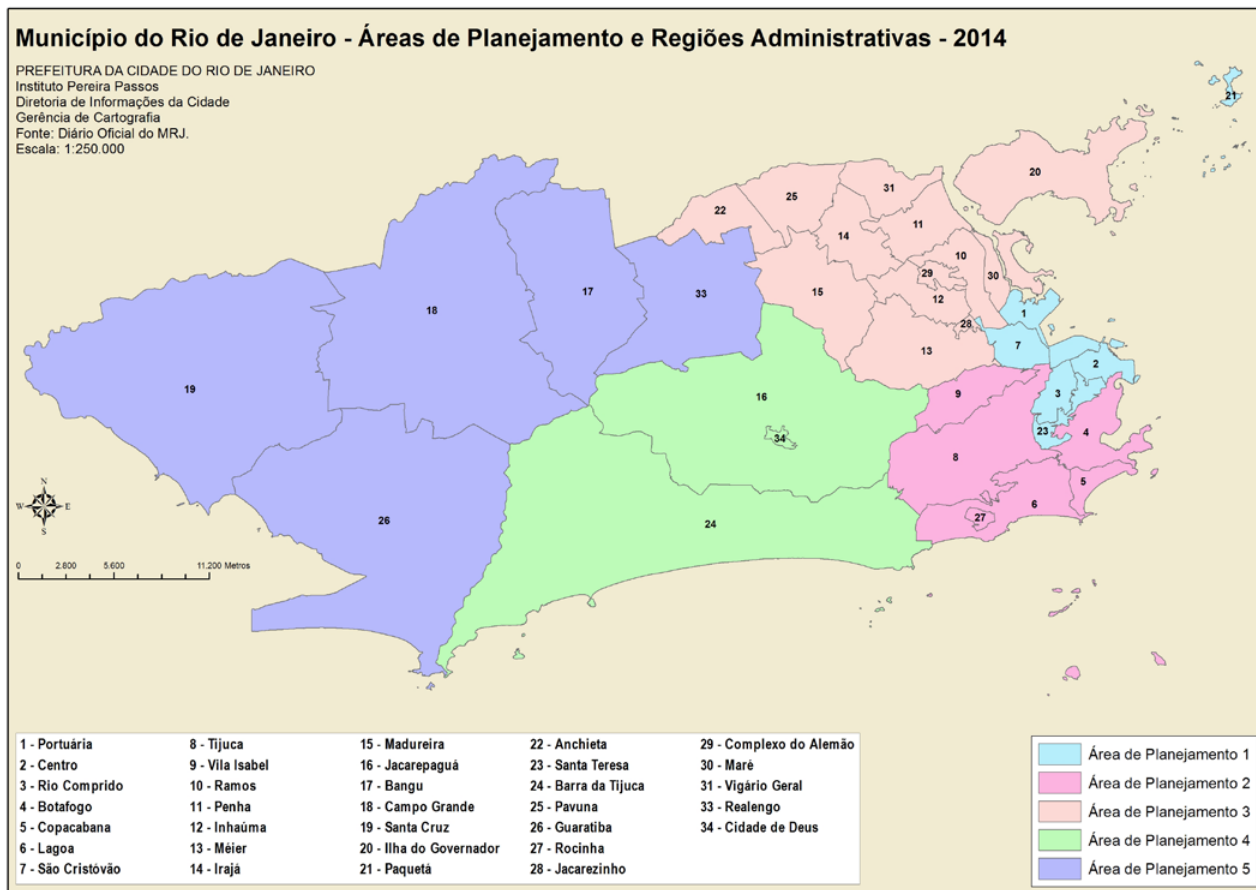 Município do Rio de Janeiro - Áreas de Planejamento e Regiões Administrativas - 2014
PREFEITURA DA CIDADE DO RIO DE JANEIRO
Instituto Pereira Passos
Diretoria de Informações da Cidade
Gerência de Cartografia
Fonte: Diário Oficial do MRJ.
Escala: 1:250.000
21
20
31
25
22
11
14
10
29
30
33
17
15
12
18
1
28
7
13
2
19
16
9
3
34
23
4
8
5
6
27
26
24
N
W E
S
0 2.800 5.600 11.200 Metros
1 - Portuária
2 - Centro
3 - Rio Comprido
4 - Botafogo
5 - Copacabana
6 - Lagoa
7 - São Cristóvão
8 - Tijuca
9 - Vila Isabel
10 - Ramos
11 - Penha
12 - Inhaúma
13 - Méier
14 - Irajá
15 - Madureira
16 - Jacarepaguá
17 - Bangu
18 - Campo Grande
19 - Santa Cruz
20 - Ilha do Governador
21 - Paquetá
22 - Anchieta
23 - Santa Teresa
24 - Barra da Tijuca
25 - Pavuna
26 - Guaratiba
27 - Rocinha
28 - Jacarezinho
29 - Complexo do Alemão
30 - Maré
31 - Vigário Geral
33 - Realengo
34 - Cidade de Deus
Área de Planejamento 1
Área de Planejamento 2
Área de Planejamento 3
Área de Planejamento 4
Área de Planejamento 5